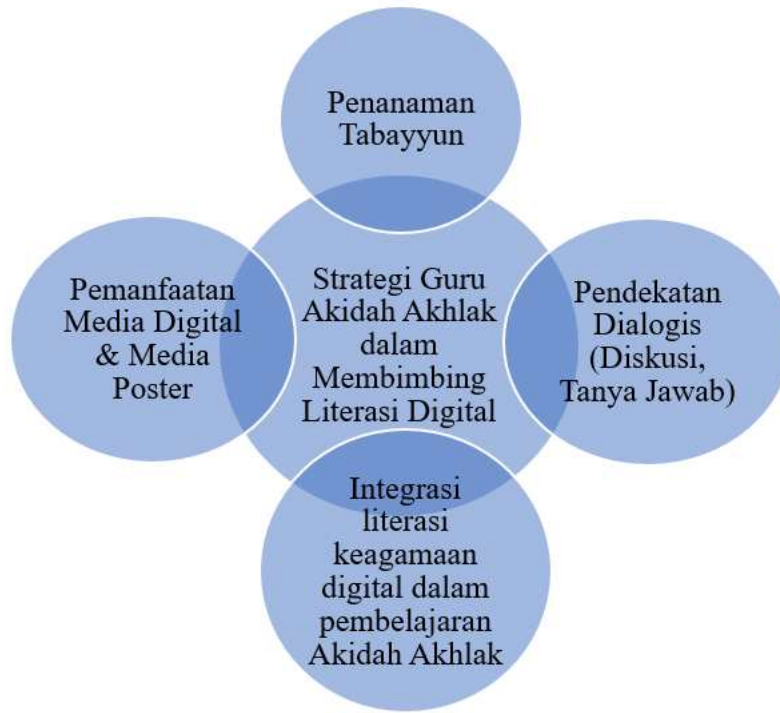 Penanaman
Tabayyun
Pemanfaatan
Media Digital
& Media
Poster
Strategi Guru
Akidah Akhlak
dalam
Membimbing
Literasi Digital
Pendekatan
Dialogis
(Diskusi,
Tanya Jawab)
Integrasi
literasi
keagamaan
digital dalam
pembelajaran
Akidah Akhlak